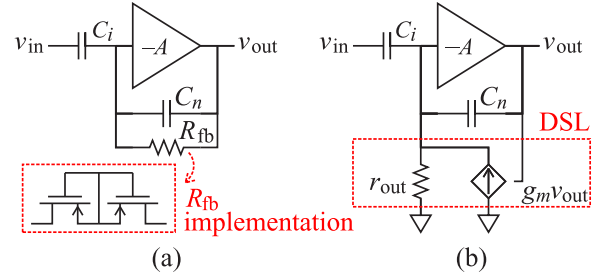 v_in C_i -A v_out
C_n
R_fb
R_fb
implementation
(a)
v_in C_i -A v_out
C_n
DSL
r_out g_m v_out
(b)